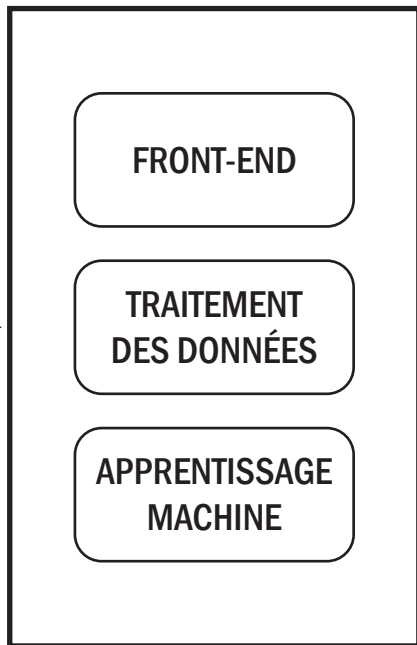 FRONT-END
TRAITEMENT
DES DONNÉES
APPRENTISSAGE
MACHINE